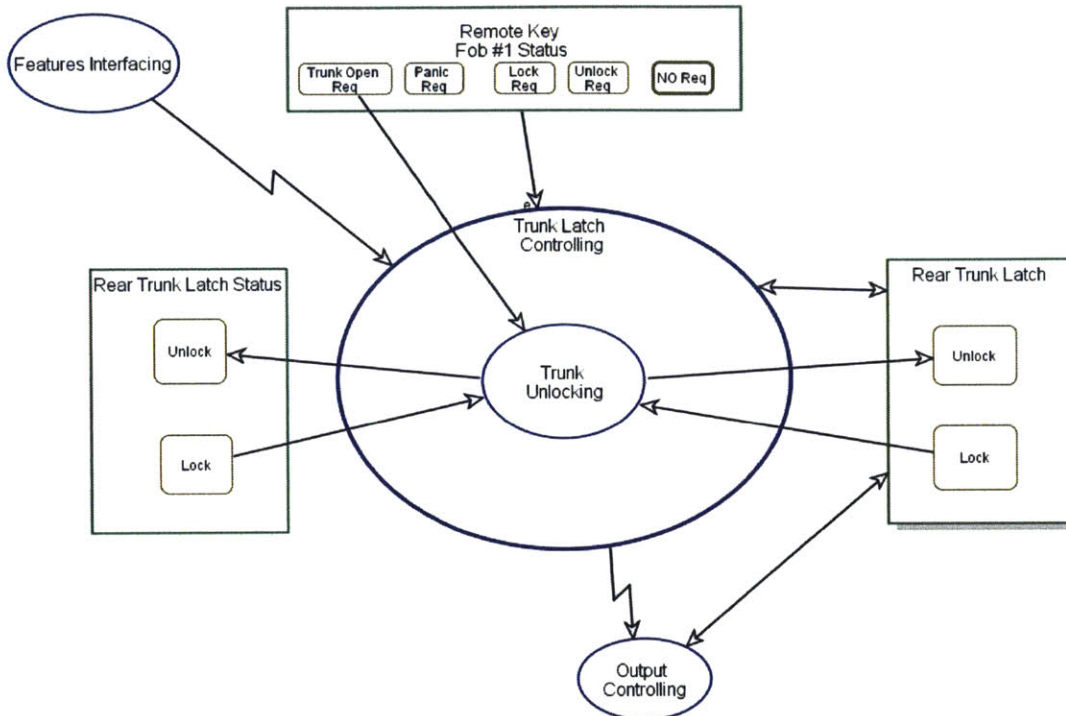 Features Interfacing
Remote Key
Fob #1 Status
Trunk Open
Req
Panic
Req
Lock
Req
Unlock
Req
NO Req
e
Trunk Latch
Controlling
Rear Trunk Latch Status
Unlock
Lock
Trunk
Unlocking
Rear Trunk Latch
Unlock
Lock
Output
Controlling